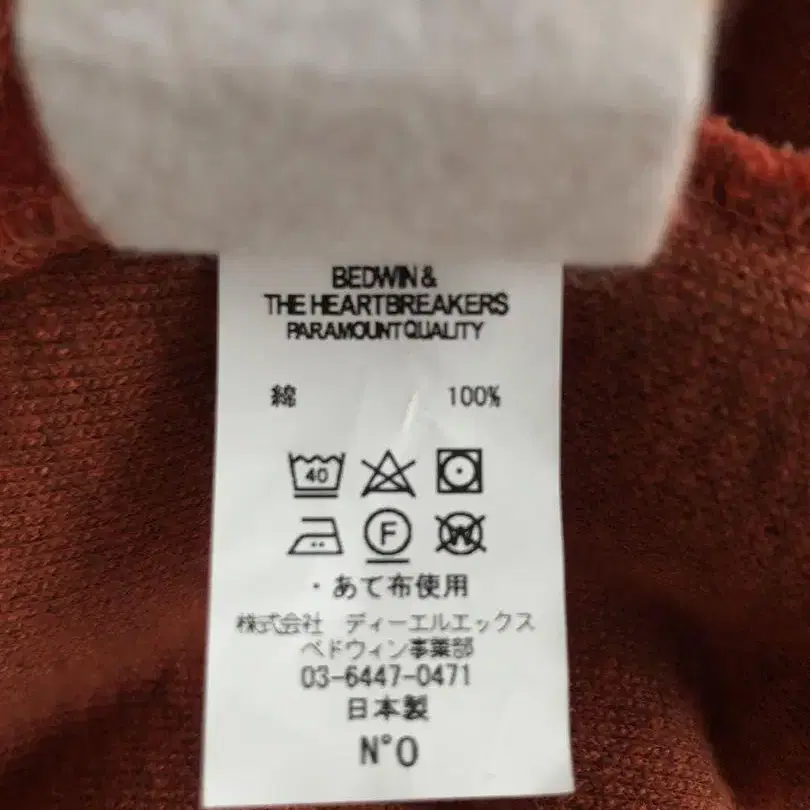 BEDWIN &
THE HEARTBREAKERS
PARAMOUNT QUALITY
綿 100%
40
F
W
・あて布使用
株式会社 ディーエルエックス
ベドウィン事業部
03-6447-0471
日本製
N°0